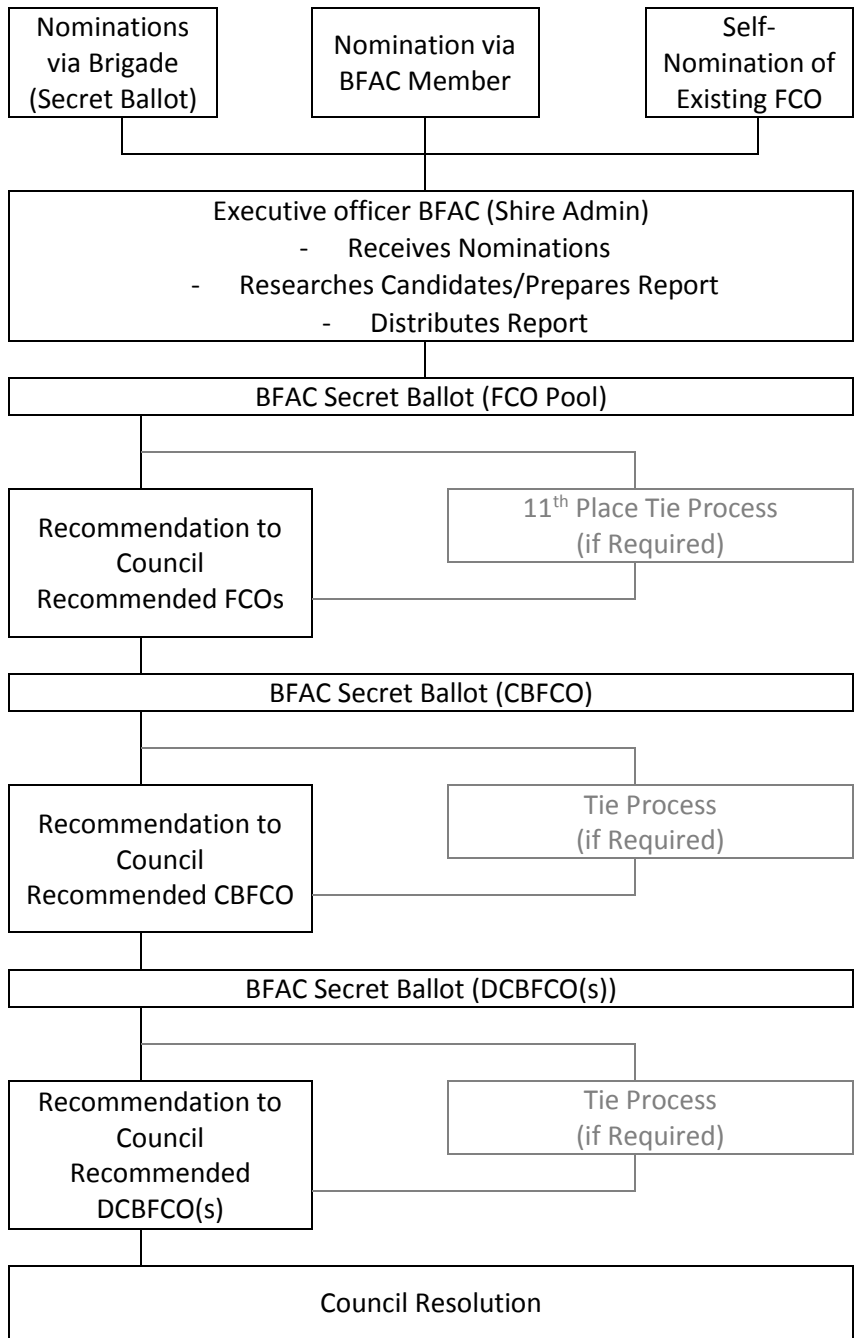 Nominations
via Brigade
(Secret Ballot)
Nomination via
BFAC Member
Self-
Nomination of
Existing FCO
Executive officer BFAC (Shire Admin)
- Receives Nominations
- Researches Candidates/Prepares Report
- Distributes Report
BFAC Secret Ballot (FCO Pool)
Recommendation to
Council
Recommended FCOs
11th Place Tie Process
(if Required)
BFAC Secret Ballot (CBFCO)
Recommendation to
Council
Recommended CBFCO
Tie Process
(if Required)
BFAC Secret Ballot (DCBFCO(s))
Recommendation to
Council
Recommended
DCBFCO(s)
Tie Process
(if Required)
Council Resolution